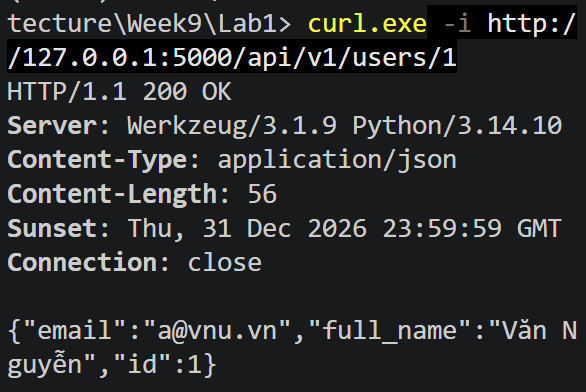 tecture\Week9\Lab1> curl.exe -i http:/
/127.0.0.1:5000/api/v1/users/1
HTTP/1.1 200 OK
Server: Werkzeug/3.1.9 Python/3.14.10
Content-Type: application/json
Content-Length: 56
Sunset: Thu, 31 Dec 2026 23:59:59 GMT
Connection: close
{"email":"a@vnu.vn","full_name":"Văn N
guyễn","id":1}